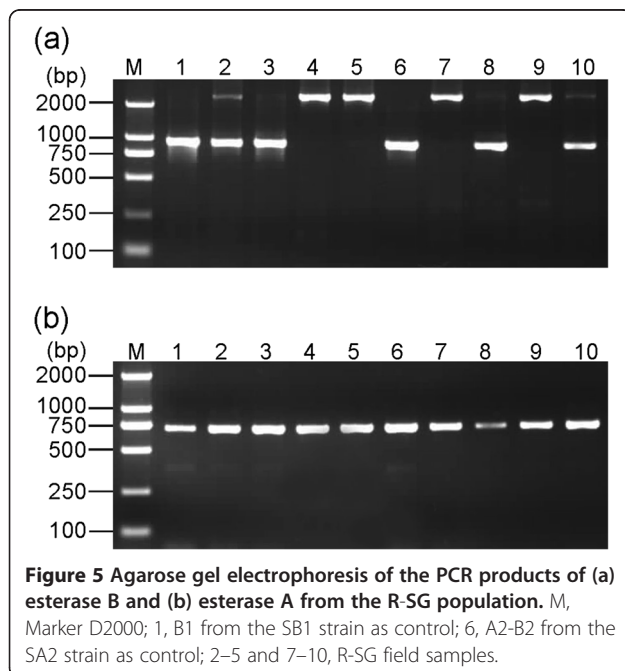 (a)
(bp) M 1 2 3 4 5 6 7 8 9 10
2000
1000
750
500
250
100
(b)
(bp) M 1 2 3 4 5 6 7 8 9 10
2000
1000
750
500
250
100
Figure 5 Agarose gel electrophoresis of the PCR products of (a)
esterase B and (b) esterase A from the R-SG population. M,
Marker D2000; 1, B1 from the SB1 strain as control; 6, A2-B2 from the
SA2 strain as control; 2–5 and 7–10, R-SG field samples.